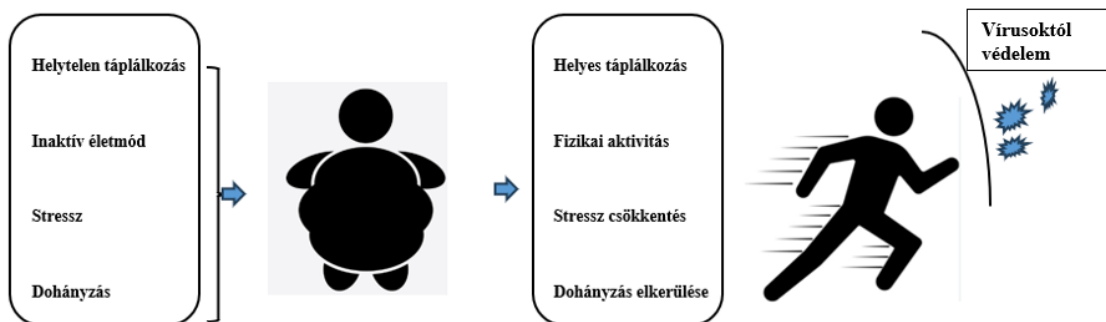 Helytelen táplálkozás
Inaktív életmód
Stressz
Dohányzás
Helyes táplálkozás
Fizikai aktivitás
Stressz csökkentés
Dohányzás elkerülése
Vírusoktól
védelem